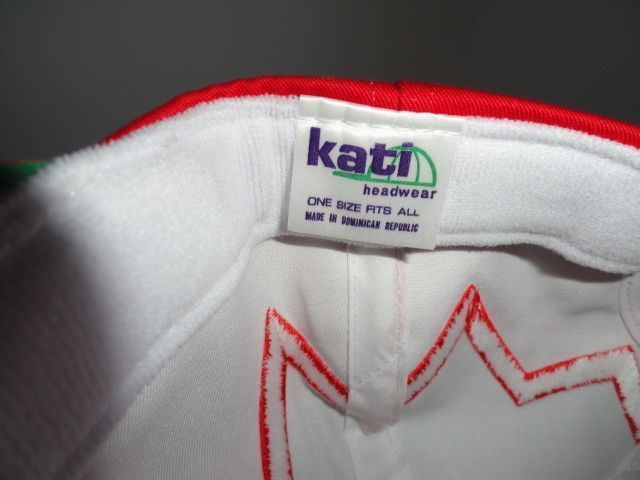 kati
headwear
ONE SIZE FITS ALL
MADE IN DOMINICAN REPUBLIC